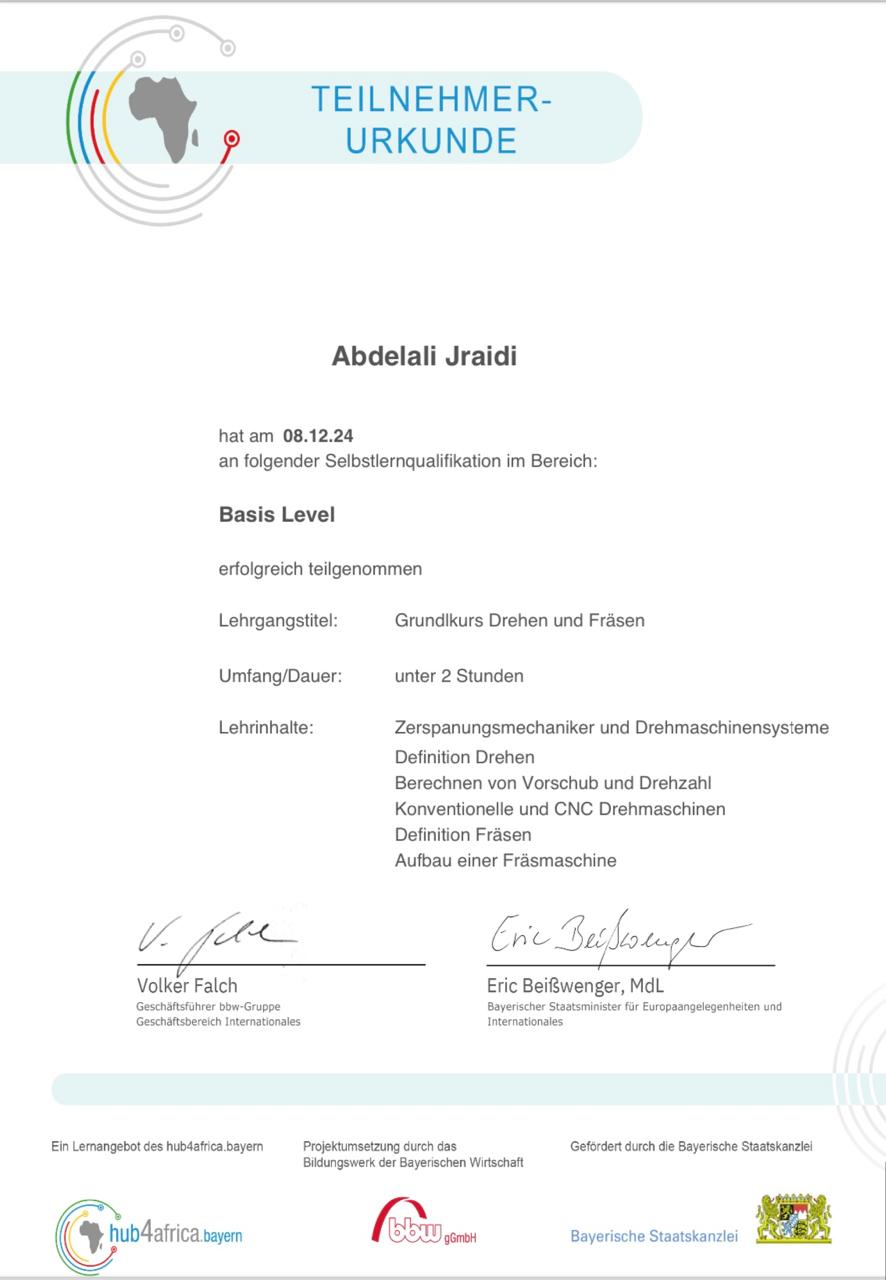 TEILNEHMER-
URKUNDE
Abdelali Jraidi
hat am 08.12.24
an folgender Selbstlernqualifikation im Bereich:
Basis Level
erfolgreich teilgenommen
Lehrgangstitel: Grundlkurs Drehen und Fräsen
Umfang/Dauer: unter 2 Stunden
Lehrinhalte: Zerspanungsmechaniker und Drehmaschinensysteme
Definition Drehen
Berechnen von Vorschub und Drehzahl
Konventionelle und CNC Drehmaschinen
Definition Fräsen
Aufbau einer Fräsmaschine
V. Falch
Eric Beißwenger
Volker Falch
Geschäftsführer bbw-Gruppe
Geschäftsbereich Internationales
Eric Beißwenger, MdL
Bayerischer Staatsminister für Europaangelegenheiten und
Internationales
Ein Lernangebot des hub4africa.bayern
Projektumsetzung durch das
Bildungswerk der Bayerischen Wirtschaft
Gefördert durch die Bayerische Staatskanzlei
hub4africa.bayern
bbw gGmbH
Bayerische Staatskanzlei